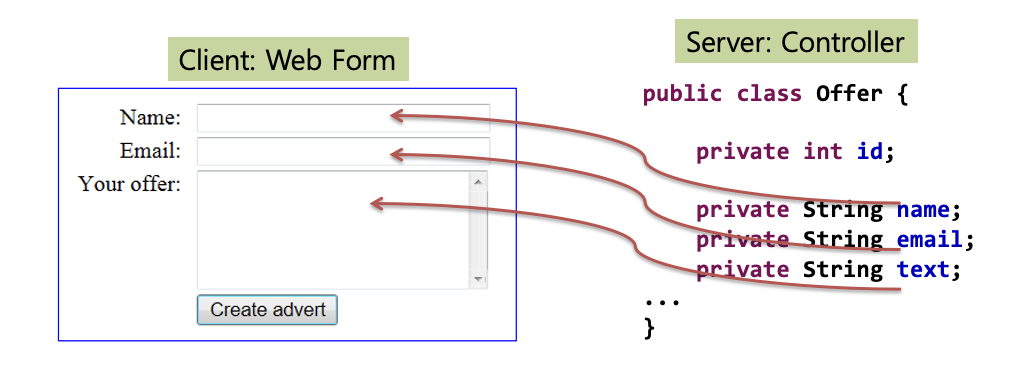 Client: Web Form
Name:
Email:
Your offer:
Create advert
Server: Controller
public class Offer {
private int id;
private String name;
private String email;
private String text;
...
}